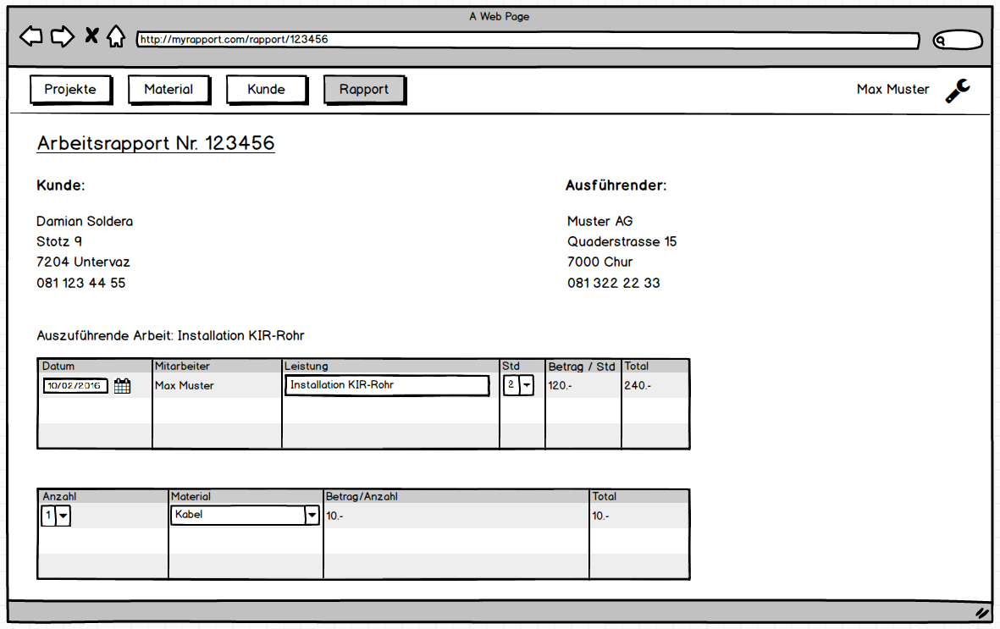 A Web Page
http://myrapport.com/rapport/123456
Projekte Material Kunde Rapport Max Muster
Arbeitsrapport Nr. 123456
Kunde: Ausführender:
Damian Soldera Muster AG
Stotz 9 Quaderstrasse 15
7204 Untervaz 7000 Chur
081 123 44 55 081 322 22 33
Auszuführende Arbeit: Installation KIR-Rohr
Datum Mitarbeiter Leistung Std Betrag / Std Total
10/02/2016 Max Muster Installation KIR-Rohr 2 120.- 240.-
Anzahl Material Betrag/Anzahl Total
1 Kabel 10.- 10.-